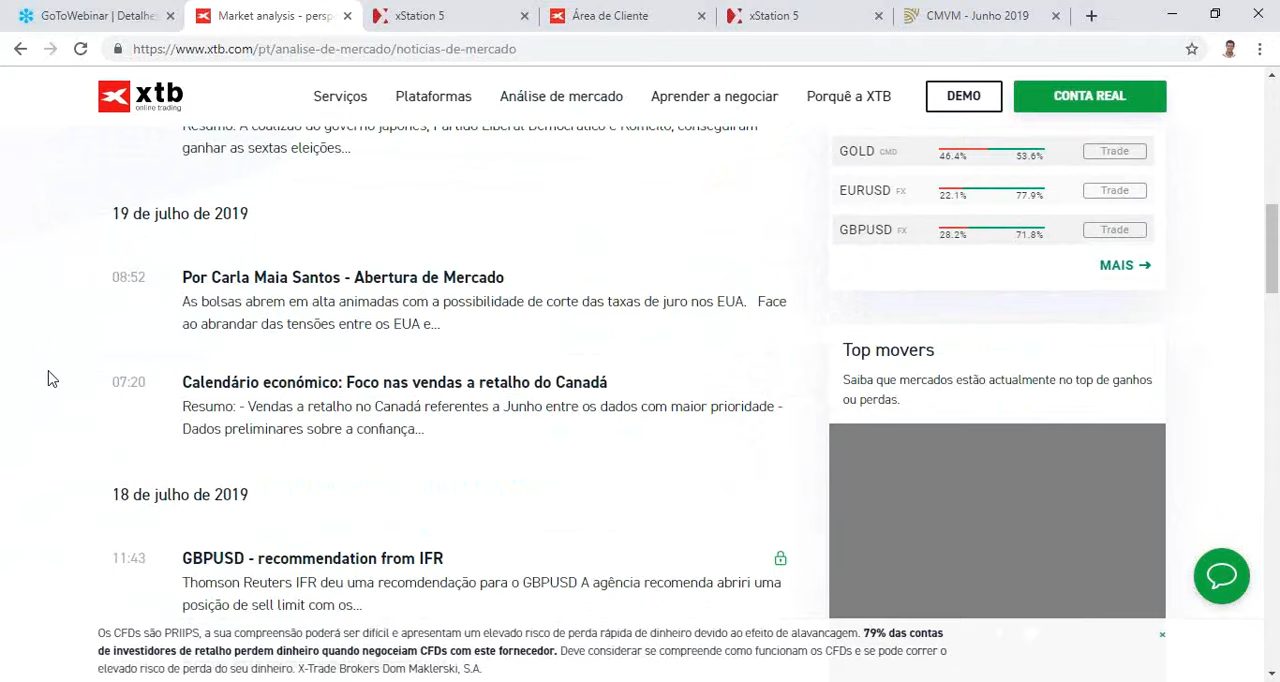 GoToWebinar | Detalhe
Market analysis - persp
xStation 5
Área de Cliente
xStation 5
CMVM - Junho 2019
https://www.xtb.com/pt/analise-de-mercado/noticias-de-mercado
xtb
online trading
Serviços
Plataformas
Análise de mercado
Aprender a negociar
Porquê a XTB
DEMO
CONTA REAL
Resumo: A coalizão do governo japonês, Partido Liberal Democrático e Komeito, conseguiram
ganhar as sextas eleições...
19 de julho de 2019
08:52
Por Carla Maia Santos - Abertura de Mercado
As bolsas abrem em alta animadas com a possibilidade de corte das taxas de juro nos EUA. Face
ao abrandar das tensões entre os EUA e...
07:20
Calendário económico: Foco nas vendas a retalho do Canadá
Resumo: - Vendas a retalho no Canadá referentes a Junho entre os dados com maior prioridade -
Dados preliminares sobre a confiança...
18 de julho de 2019
11:43
GBPUSD - recommendation from IFR
Thomson Reuters IFR deu uma recomdendação para o GBPUSD A agência recomenda abriri uma
posição de sell limit com os...
GOLD CMD
46.4% 53.6%
Trade
EURUSD FX
22.1% 77.9%
Trade
GBPUSD FX
28.2% 71.8%
Trade
MAIS →
Top movers
Saiba que mercados estão actualmente no top de ganhos
ou perdas.
Os CFDs são PRIIPS, a sua compreensão poderá ser difícil e apresentam um elevado risco de perda rápida de dinheiro devido ao efeito de alavancagem. 79% das contas
de investidores de retalho perdem dinheiro quando negoceiam CFDs com este fornecedor. Deve considerar se compreende como funcionam os CFDs e se pode correr o
elevado risco de perda do seu dinheiro. X-Trade Brokers Dom Maklerski, S.A.